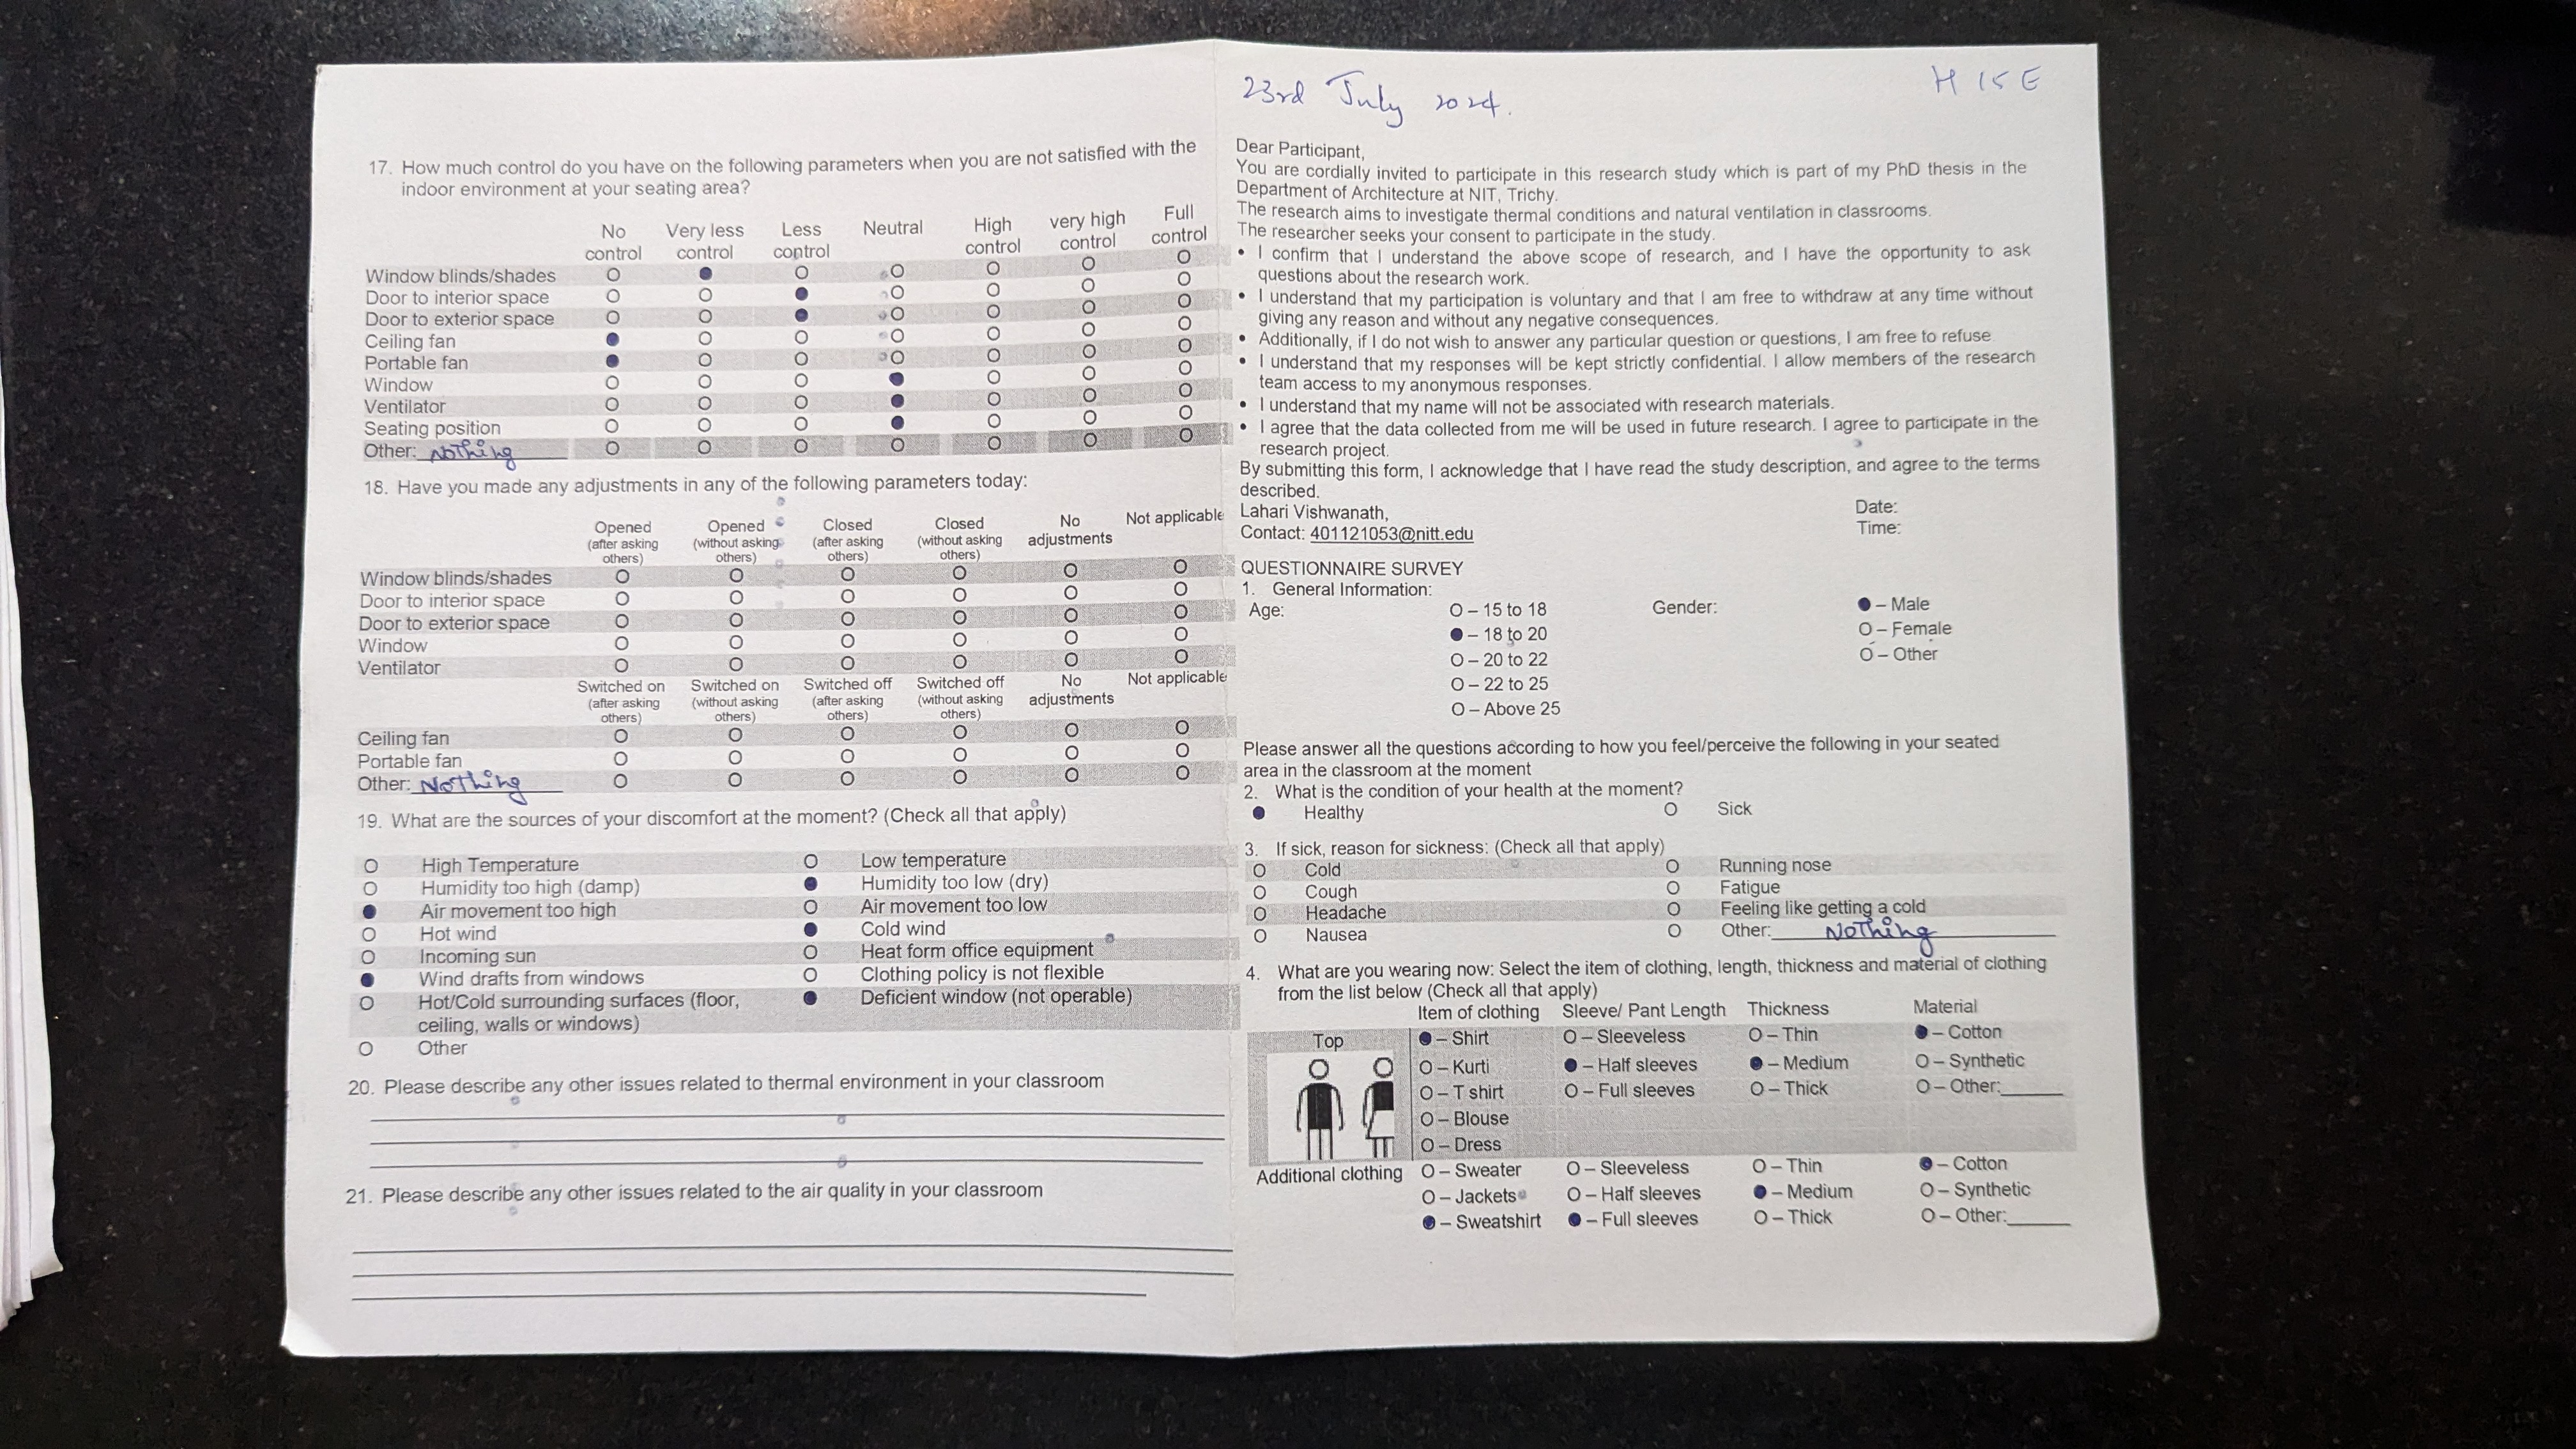 17. How much control do you have on the following parameters when you are not satisfied with the
indoor environment at your seating area?
No control Very less control Less control Neutral High control very high control Full control
Window blinds/shades O ● O O O O O
Door to interior space O O ● O O O O
Door to exterior space O O ● O O O O
Ceiling fan ● O O O O O O
Portable fan ● O O O O O O
Window O O O ● O O O
Ventilator O O O ● O O O
Seating position O O O ● O O O
Other: Nothing O O O O O O O
18. Have you made any adjustments in any of the following parameters today:
Opened (after asking others) Opened (without asking others) Closed (after asking others) Closed (without asking others) No adjustments Not applicable
Window blinds/shades O O O O O O
Door to interior space O O O O O O
Door to exterior space O O O O O O
Window O O O O O O
Ventilator O O O O O O
Switched on (after asking others) Switched on (without asking others) Switched off (after asking others) Switched off (without asking others) No adjustments Not applicable
Ceiling fan O O O O O O
Portable fan O O O O O O
Other: Nothing O O O O O O
19. What are the sources of your discomfort at the moment? (Check all that apply)
O High Temperature O Low temperature
O Humidity too high (damp) ● Humidity too low (dry)
● Air movement too high O Air movement too low
O Hot wind ● Cold wind
O Incoming sun O Heat form office equipment
● Wind drafts from windows O Clothing policy is not flexible
O Hot/Cold surrounding surfaces (floor, ● Deficient window (not operable)
ceiling, walls or windows)
O Other
20. Please describe any other issues related to thermal environment in your classroom
21. Please describe any other issues related to the air quality in your classroom
23rd July 2024. H 15 E
Dear Participant,
You are cordially invited to participate in this research study which is part of my PhD thesis in the
Department of Architecture at NIT, Trichy.
The research aims to investigate thermal conditions and natural ventilation in classrooms.
The researcher seeks your consent to participate in the study.
• I confirm that I understand the above scope of research, and I have the opportunity to ask
questions about the research work.
• I understand that my participation is voluntary and that I am free to withdraw at any time without
giving any reason and without any negative consequences.
• Additionally, if I do not wish to answer any particular question or questions, I am free to refuse
• I understand that my responses will be kept strictly confidential. I allow members of the research
team access to my anonymous responses.
• I understand that my name will not be associated with research materials.
• I agree that the data collected from me will be used in future research. I agree to participate in the
research project.
By submitting this form, I acknowledge that I have read the study description, and agree to the terms
described.
Lahari Vishwanath, Date:
Contact: 401121053@nitt.edu Time:
QUESTIONNAIRE SURVEY
1. General Information:
Age: O – 15 to 18 Gender: ● – Male
● – 18 to 20 O – Female
O – 20 to 22 O – Other
O – 22 to 25
O – Above 25
Please answer all the questions according to how you feel/perceive the following in your seated
area in the classroom at the moment
2. What is the condition of your health at the moment?
● Healthy O Sick
3. If sick, reason for sickness: (Check all that apply)
O Cold O Running nose
O Cough O Fatigue
O Headache O Feeling like getting a cold
O Nausea O Other: Nothing
4. What are you wearing now: Select the item of clothing, length, thickness and material of clothing
from the list below (Check all that apply)
Item of clothing Sleeve/ Pant Length Thickness Material
Top ● – Shirt O – Sleeveless O – Thin ● – Cotton
O – Kurti ● – Half sleeves ● – Medium O – Synthetic
O – T shirt O – Full sleeves O – Thick O – Other:______
O – Blouse
O – Dress
Additional clothing O – Sweater O – Sleeveless O – Thin ● – Cotton
O – Jackets O – Half sleeves ● – Medium O – Synthetic
● – Sweatshirt ● – Full sleeves O – Thick O – Other:______